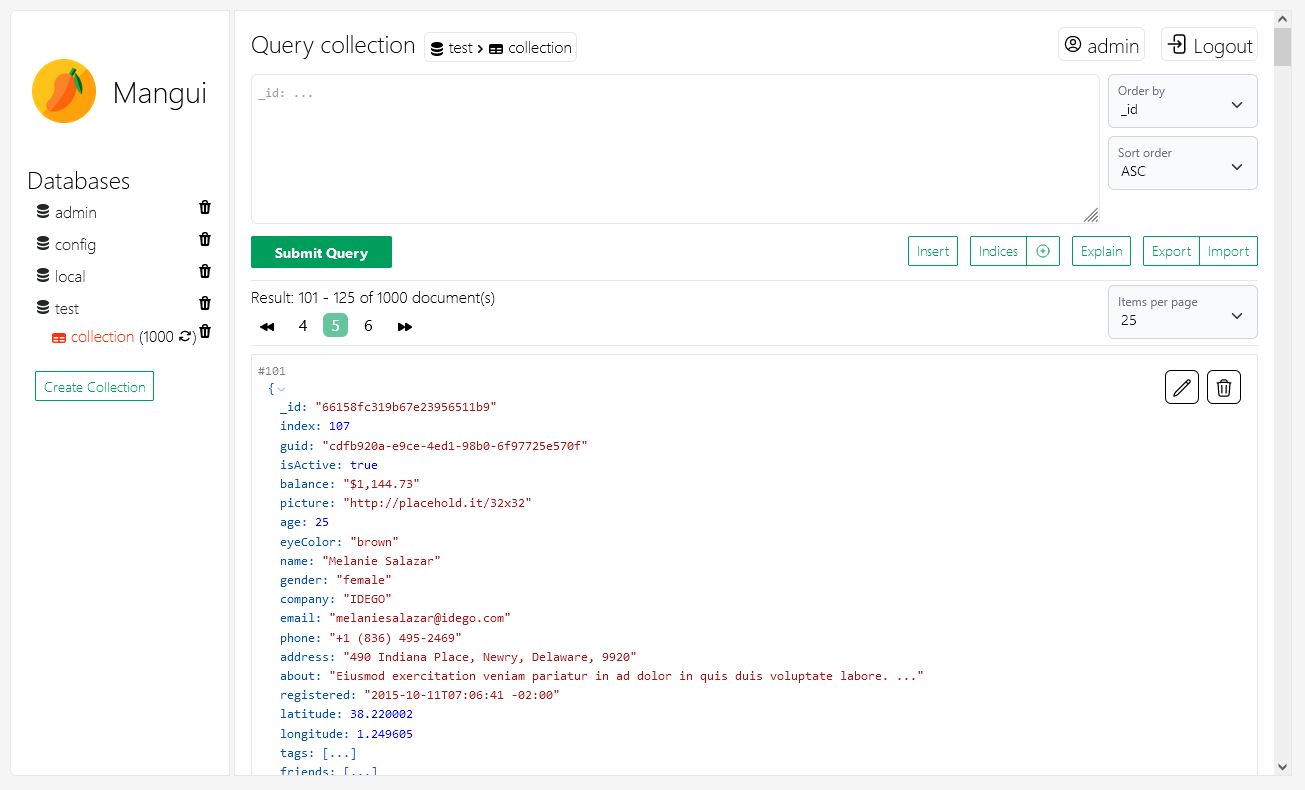 Mangui
Databases
admin
config
local
test
collection (1000 )
Create Collection
Query collection test collection
admin
Logout
_id: ...
Order by
_id
Sort order
ASC
Submit Query
Insert
Indices
Explain
Export
Import
Result: 101 - 125 of 1000 document(s)
4 5 6
Items per page
25
#101
{
_id: "66158fc319b67e23956511b9"
index: 107
guid: "cdfb920a-e9ce-4ed1-98b0-6f97725e570f"
isActive: true
balance: "$1,144.73"
picture: "http://placehold.it/32x32"
age: 25
eyeColor: "brown"
name: "Melanie Salazar"
gender: "female"
company: "IDEGO"
email: "melaniesalazar@idego.com"
phone: "+1 (836) 495-2469"
address: "490 Indiana Place, Newry, Delaware, 9920"
about: "Eiusmod exercitation veniam pariatur in ad dolor in quis duis voluptate labore. ..."
registered: "2015-10-11T07:06:41 -02:00"
latitude: 38.220002
longitude: 1.249605
tags: [...]
friends: [...]